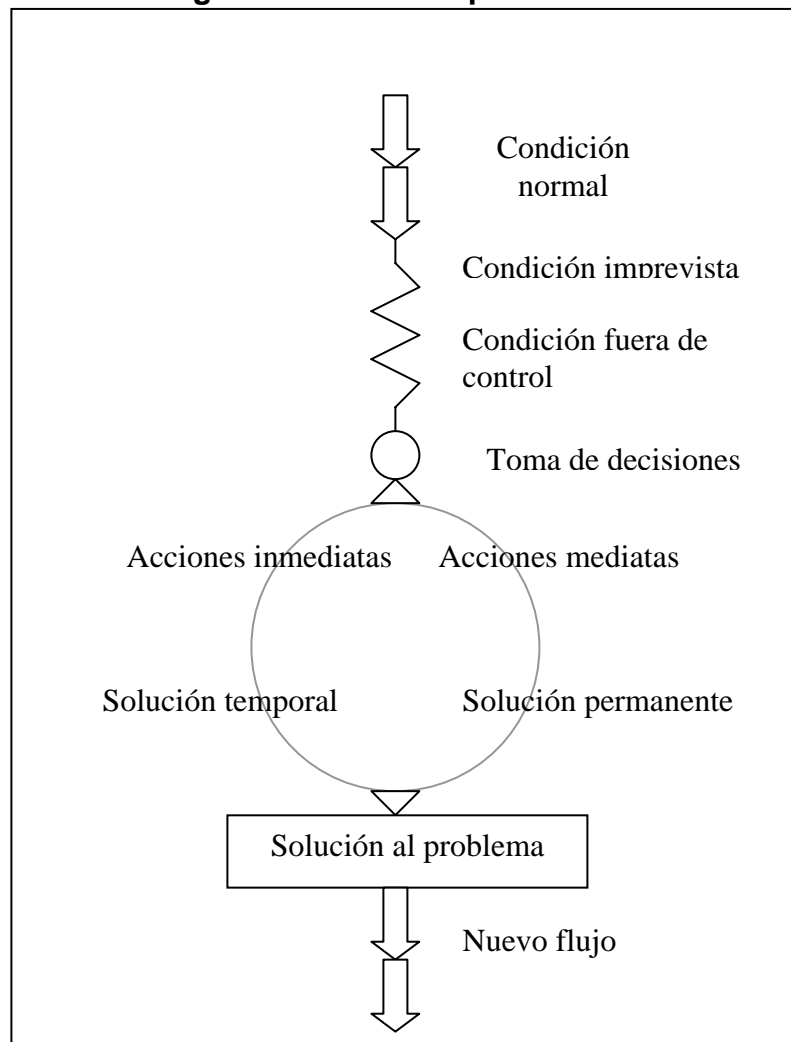 Condición
normal
Condición imprevista
Condición fuera de
control
Toma de decisiones
Acciones inmediatas Acciones mediatas
Solución temporal Solución permanente
Solución al problema
Nuevo flujo